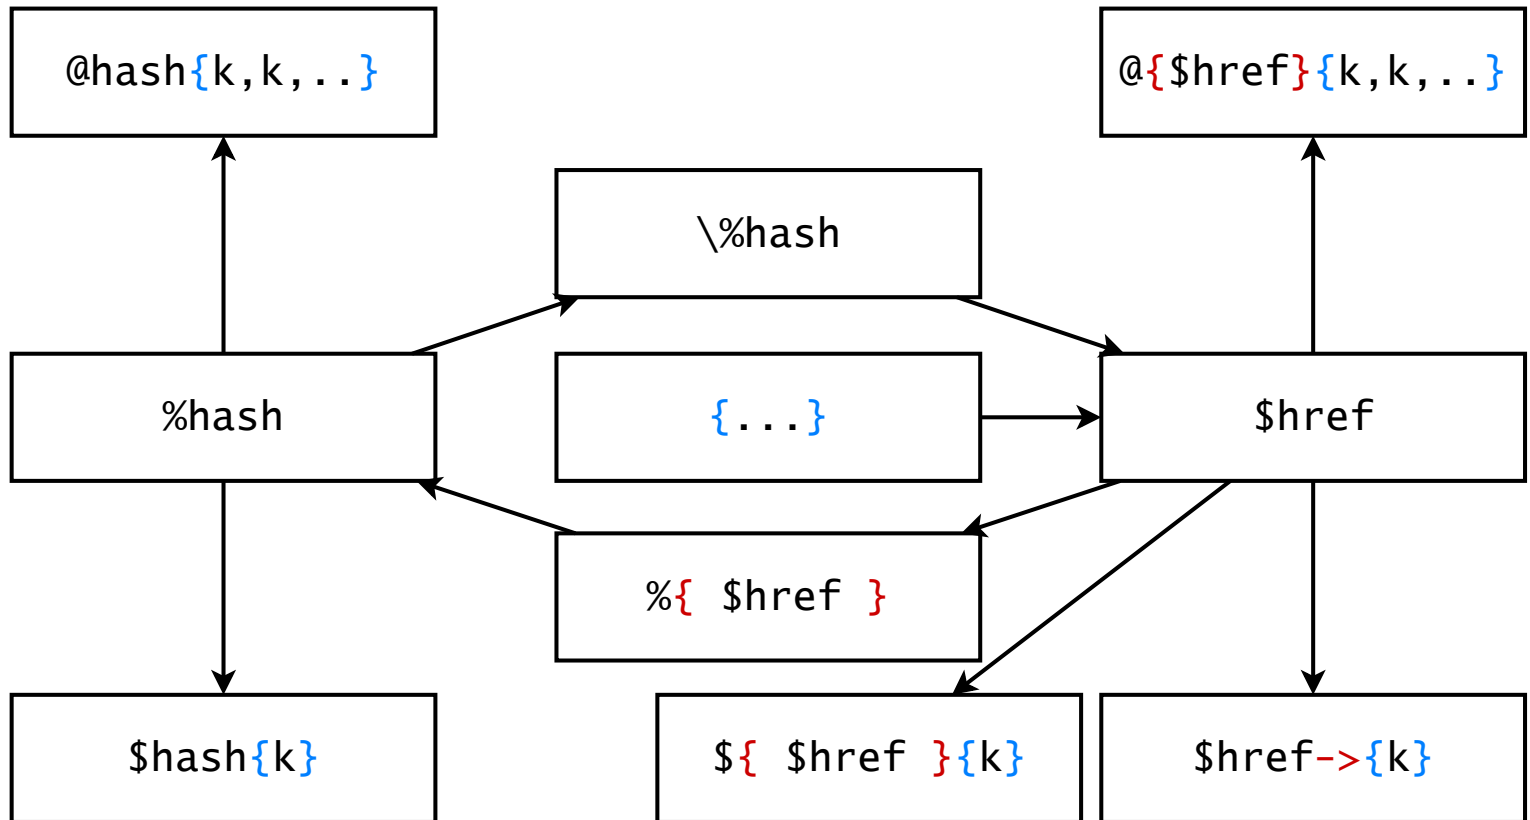 @hash{k,k,..}
@{$href}{k,k,..}
\%hash
%hash
{...}
$href
%{ $href }
$hash{k}
${ $href }{k}
$href->{k}